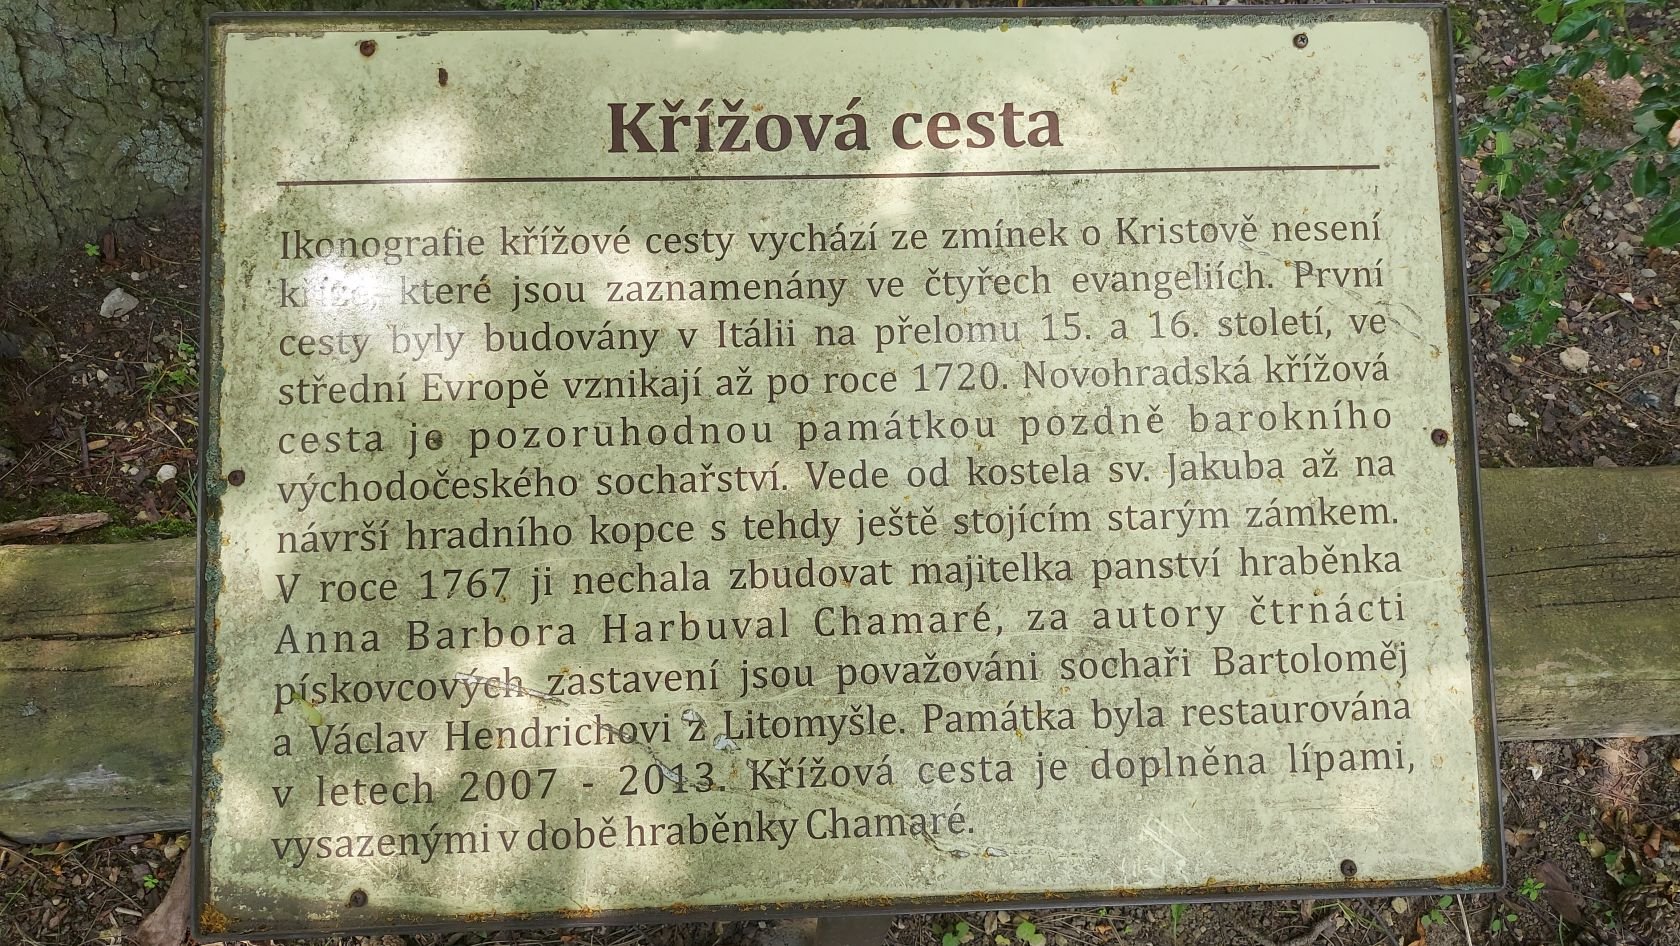 Křížová cesta
Ikonografie křížové cesty vychází ze zmínek o Kristově nesení
kříže, které jsou zaznamenány ve čtyřech evangeliích. První
cesty byly budovány v Itálii na přelomu 15. a 16. století, ve
střední Evropě vznikají až po roce 1720. Novohradská křížová
cesta je pozoruhodnou památkou pozdně barokního
východočeského sochařství. Vede od kostela sv. Jakuba až na
návrší hradního kopce s tehdy ještě stojícím starým zámkem.
V roce 1767 ji nechala zbudovat majitelka panství hraběnka
Anna Barbora Harbuval Chamaré, za autory čtrnácti
pískovcových zastavení jsou považováni sochaři Bartoloměj
a Václav Hendrichovi z Litomyšle. Památka byla restaurována
v letech 2007 - 2013. Křížová cesta je doplněna lípami,
vysazenými v době hraběnky Chamaré.